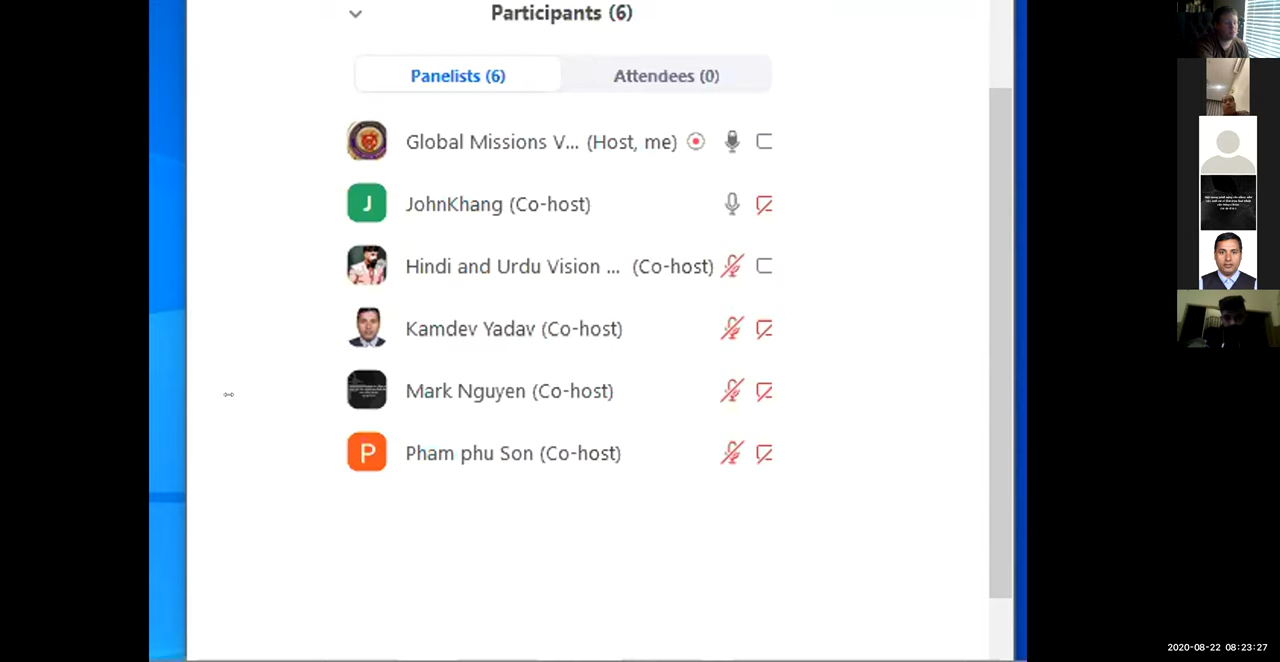 Participants (6)
Panelists (6)
Attendees (0)
Global Missions V... (Host, me)
J
JohnKhang (Co-host)
Hindi and Urdu Vision ... (Co-host)
Kamdev Yadav (Co-host)
Mark Nguyen (Co-host)
P
Pham phu Son (Co-host)
2020-08-22 08:23:27